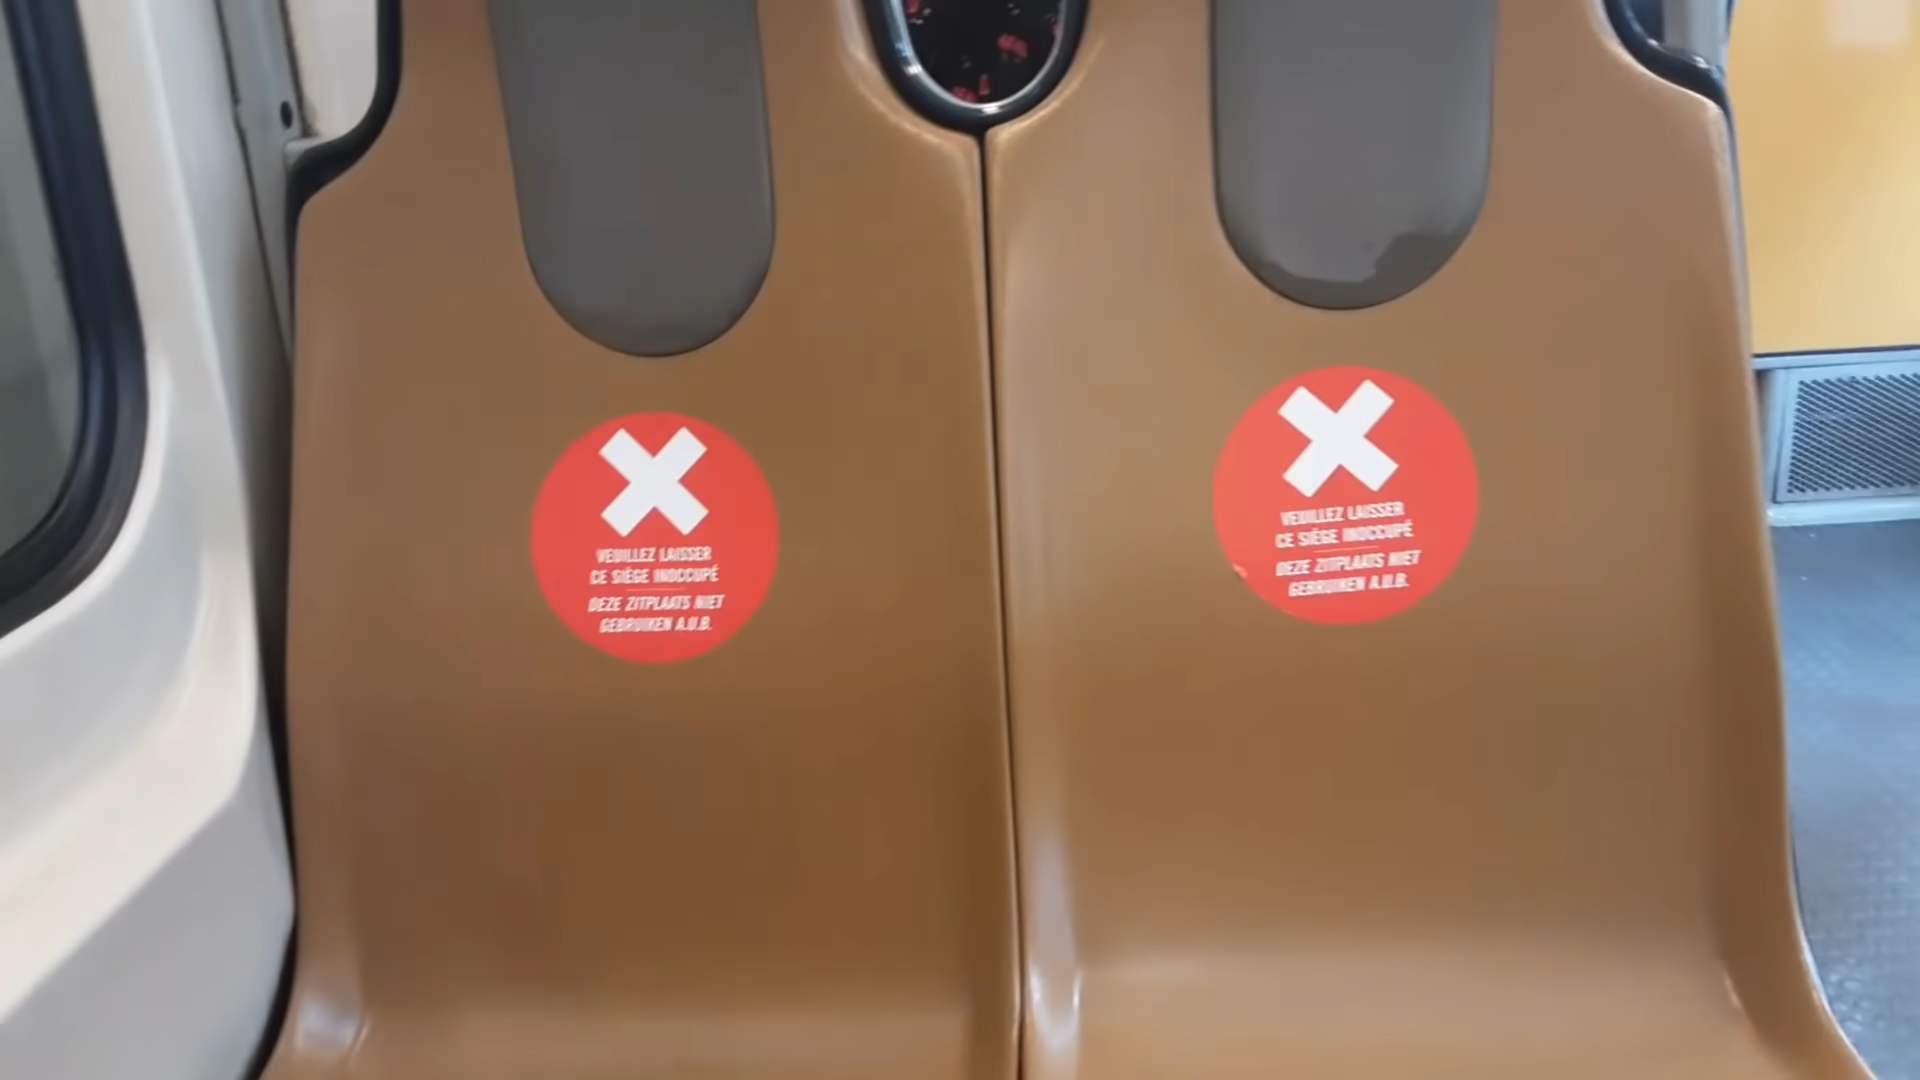 VEUILLEZ LAISSER
CE SIÈGE INOCCUPÉ
DEZE ZITPLAATS NIET
GEBRUIKEN A.U.B.
VEUILLEZ LAISSER
CE SIÈGE INOCCUPÉ
DEZE ZITPLAATS NIET
GEBRUIKEN A.U.B.